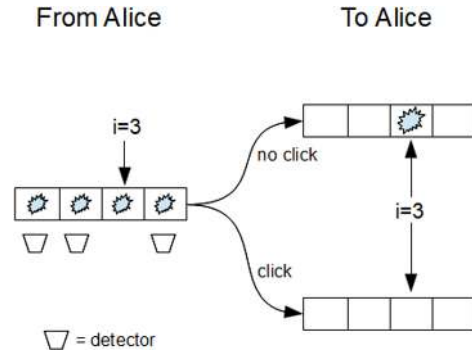 From Alice
To Alice
i=3
no click
i=3
click
= detector